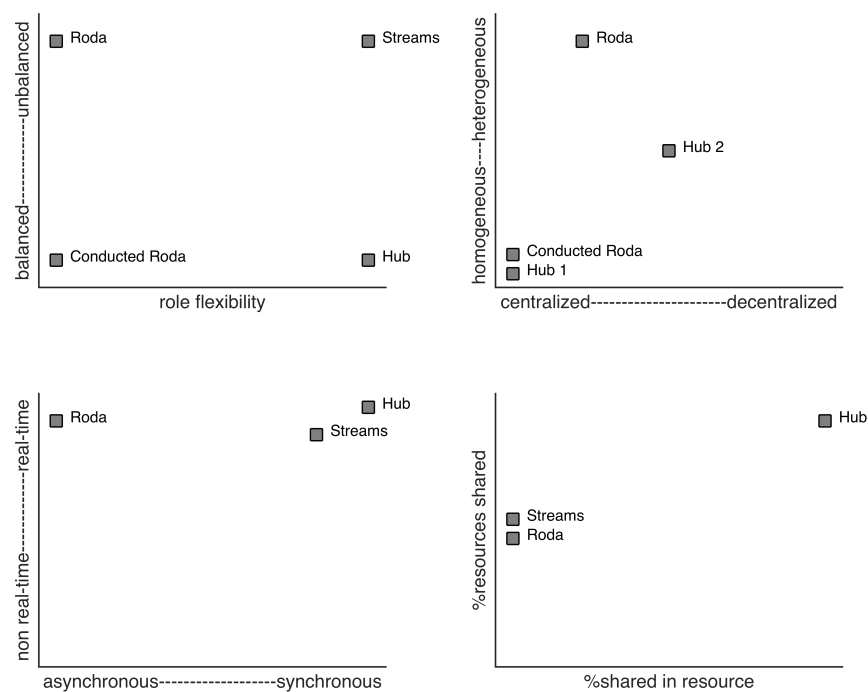 Roda
Streams
Conducted Roda
Hub
balanced-----------unbalanced
role flexibility
Roda
Hub 2
Conducted Roda
Hub 1
homogeneous----heterogeneous
centralized-----------------------decentralized
Roda
Hub
Streams
non real-time-----------real-time
asynchronous--------------------synchronous
Hub
Streams
Roda
%resources shared
%shared in resource